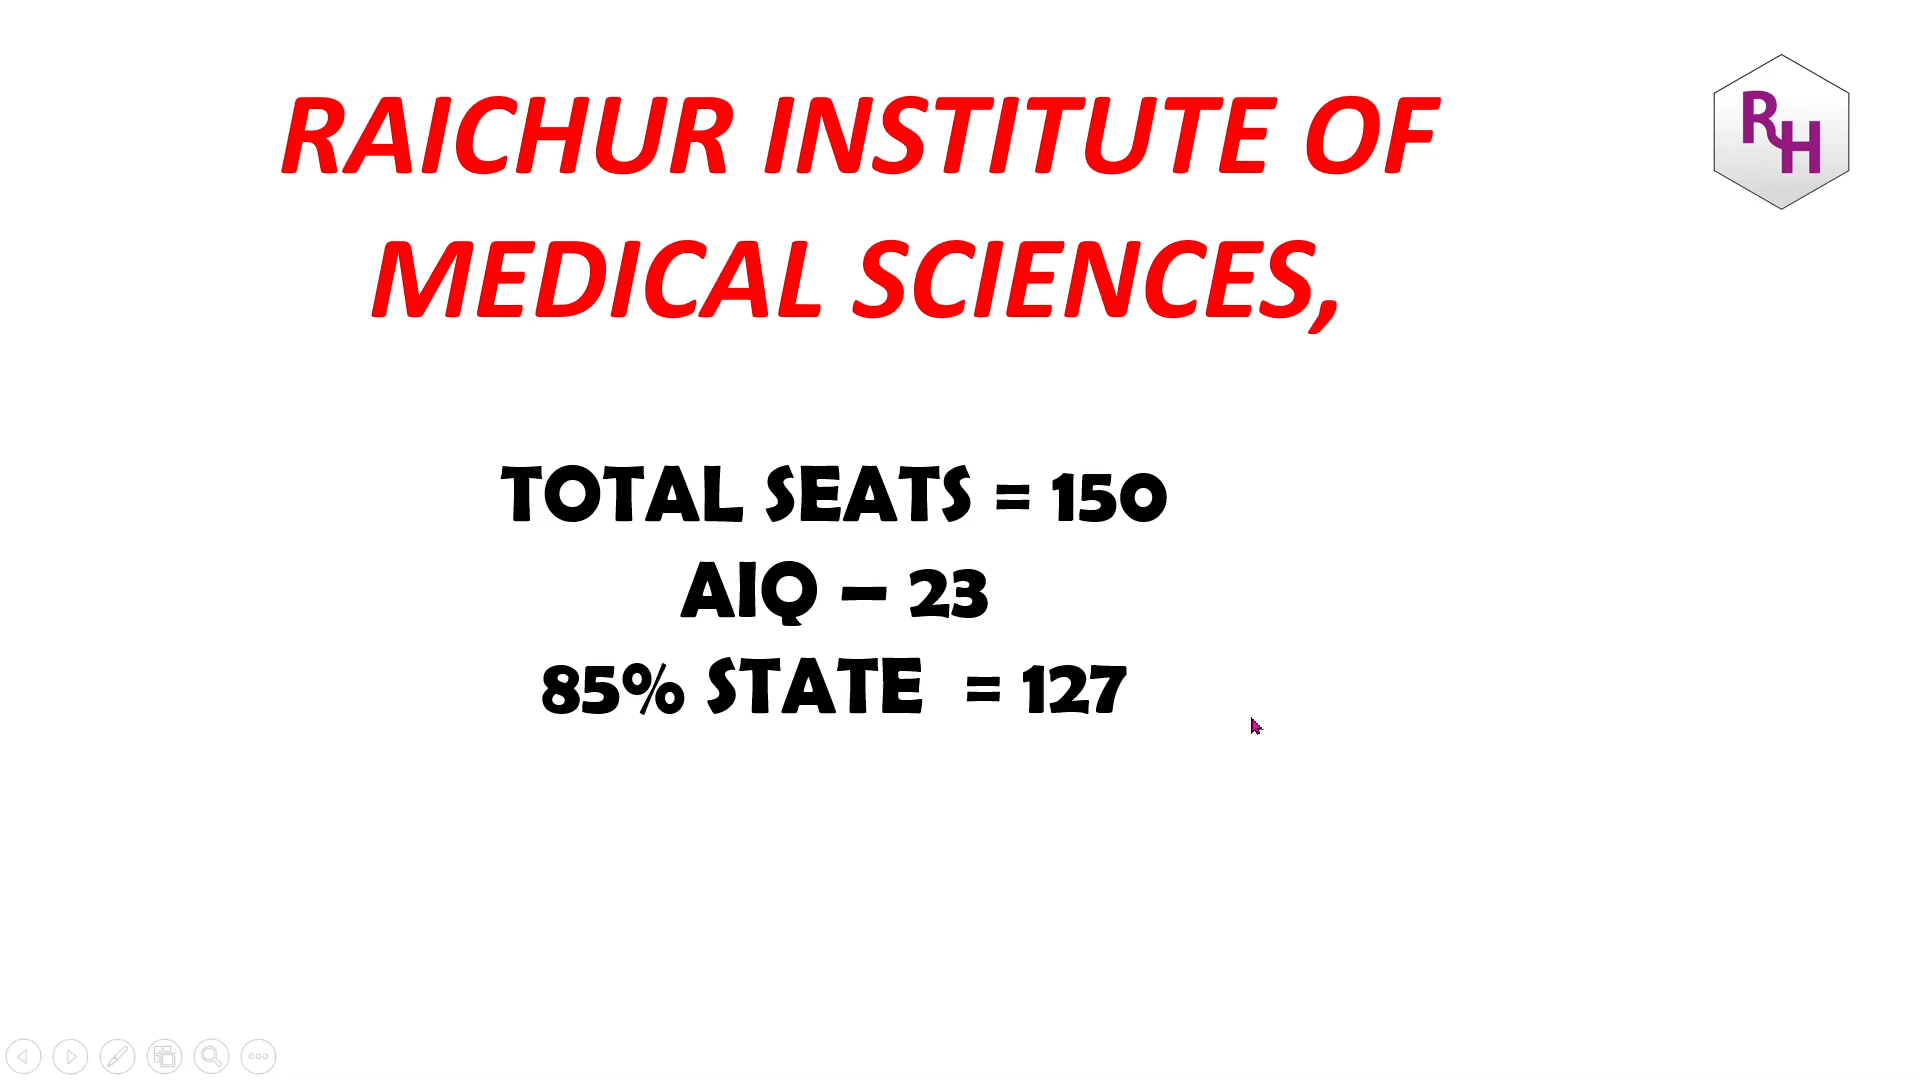 RAICHUR INSTITUTE OF
MEDICAL SCIENCES,
RH
TOTAL SEATS = 150
AIQ – 23
85% STATE = 127